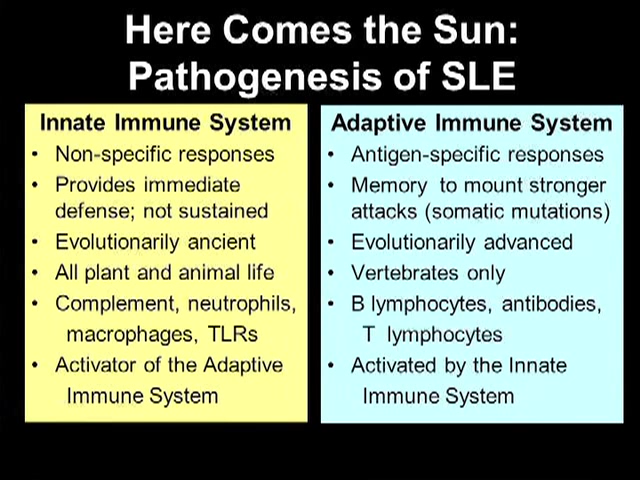 Here Comes the Sun:
Pathogenesis of SLE
Innate Immune System
• Non-specific responses
• Provides immediate
defense; not sustained
• Evolutionarily ancient
• All plant and animal life
• Complement, neutrophils,
macrophages, TLRs
• Activator of the Adaptive
Immune System
Adaptive Immune System
• Antigen-specific responses
• Memory to mount stronger
attacks (somatic mutations)
• Evolutionarily advanced
• Vertebrates only
• B lymphocytes, antibodies,
T lymphocytes
• Activated by the Innate
Immune System